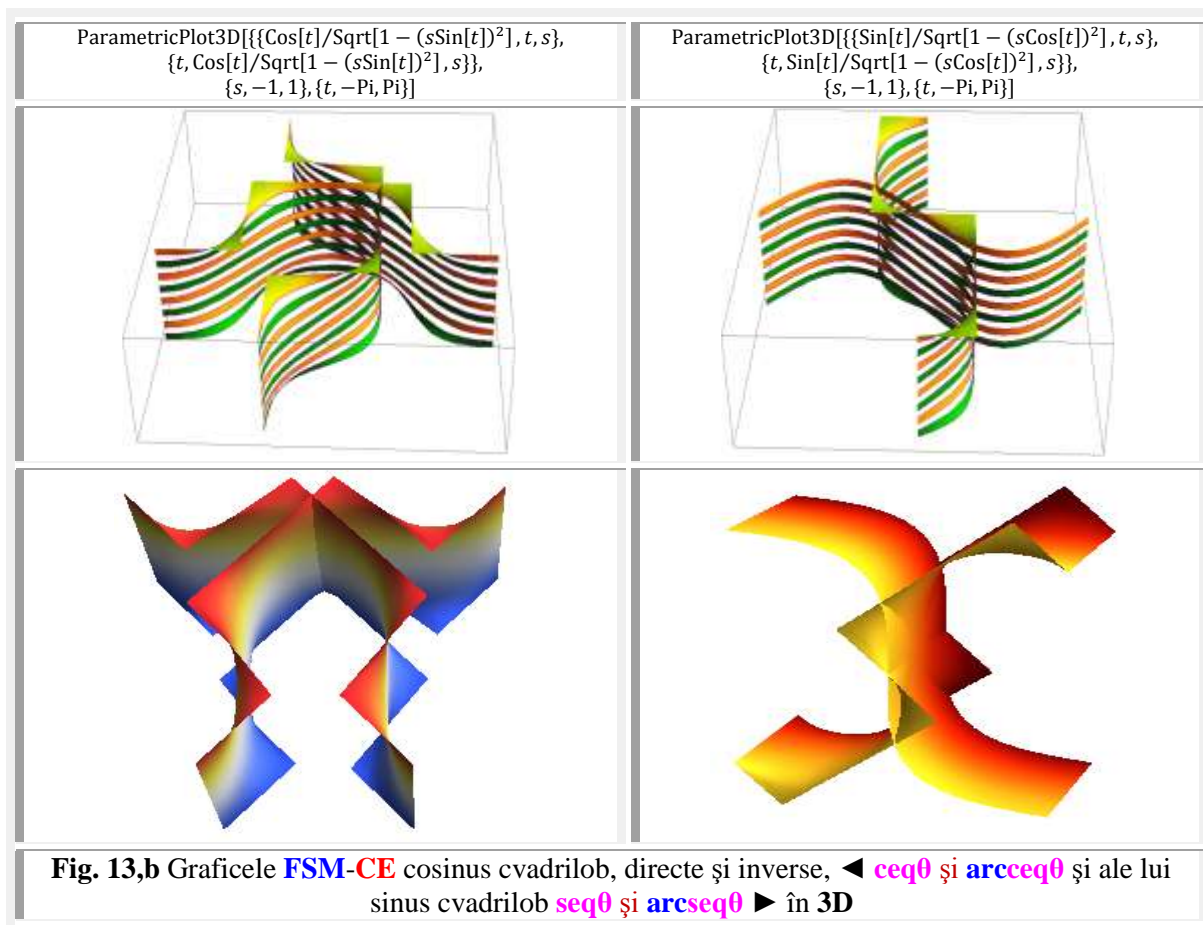 ParametricPlot3D[{{Cos[t]/Sqrt[1 − (sSin[t])²] , t, s},
{t, Cos[t]/Sqrt[1 − (sSin[t])²] , s}},
{s, −1, 1}, {t, −Pi, Pi}]
ParametricPlot3D[{{Sin[t]/Sqrt[1 − (sCos[t])²] , t, s},
{t, Sin[t]/Sqrt[1 − (sCos[t])²] , s}},
{s, −1, 1}, {t, −Pi, Pi}]
Fig. 13,b Graficele FSM-CE cosinus cvadrilob, directe şi inverse, ◄ ceqθ şi arcceqθ şi ale lui
sinus cvadrilob seqθ şi arcseqθ ► în 3D